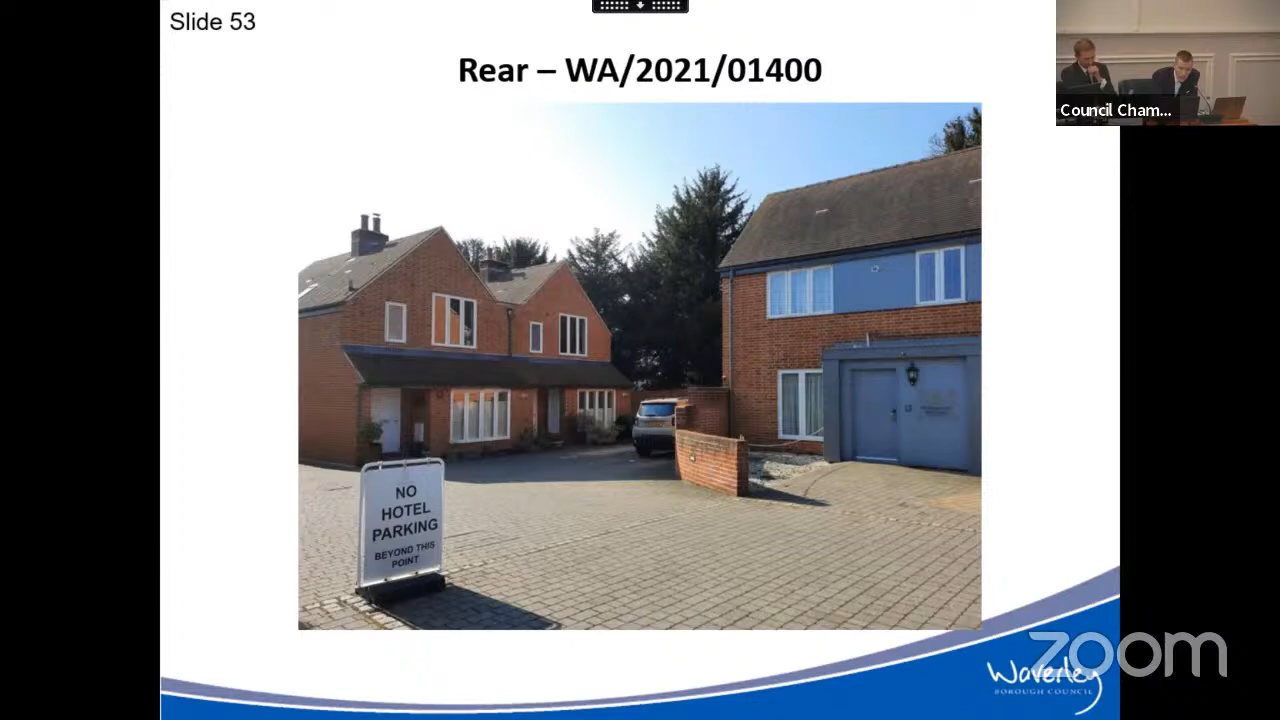 Slide 53
Rear – WA/2021/01400
Council Cham...
NO
HOTEL
PARKING
BEYOND THIS
POINT
zoom
Waverley
BOROUGH COUNCIL